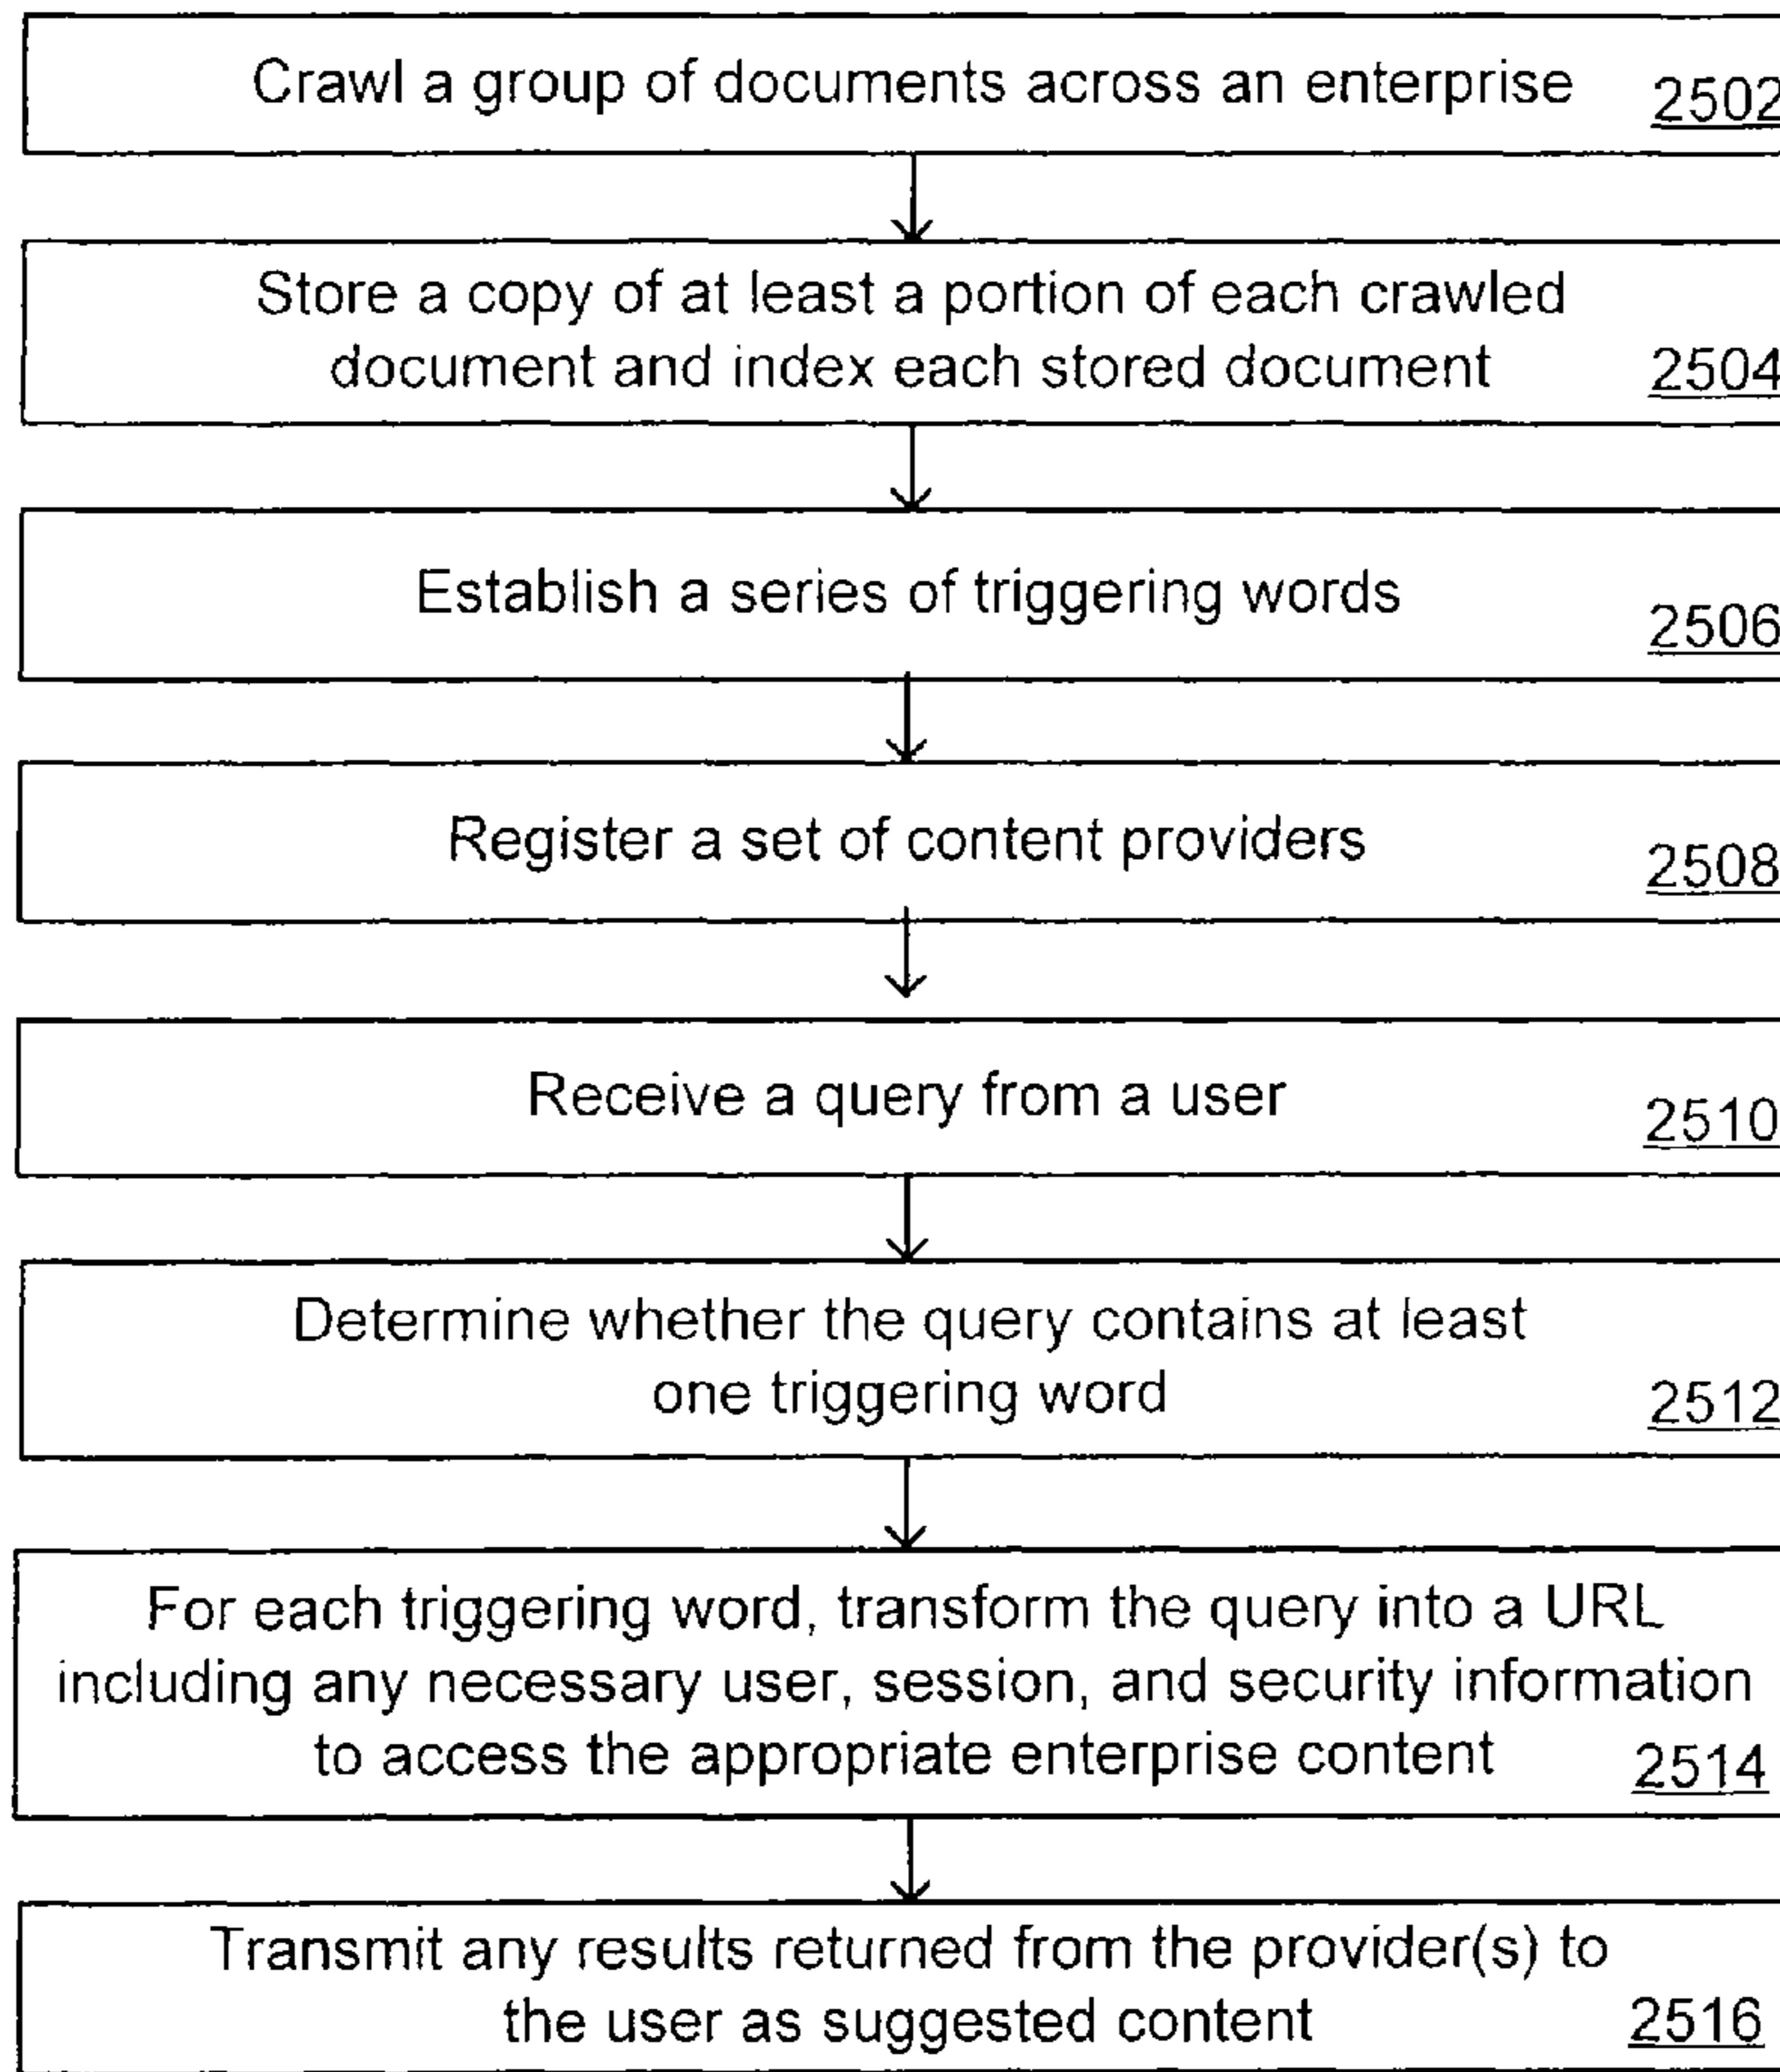 Crawl a group of documents across an enterprise 2502
Store a copy of at least a portion of each crawled
document and index each stored document 2504
Establish a series of triggering words
2506
Register a set of content providers
2508
Receive a query from a user
2510
Determine whether the query contains at least
one triggering word 2512
For each triggering word, transform the query into a URL
including any necessary user, session, and security information
to access the appropriate enterprise content 2514
Transmit any results returned from the provider(s) to
the user as suggested content 2516